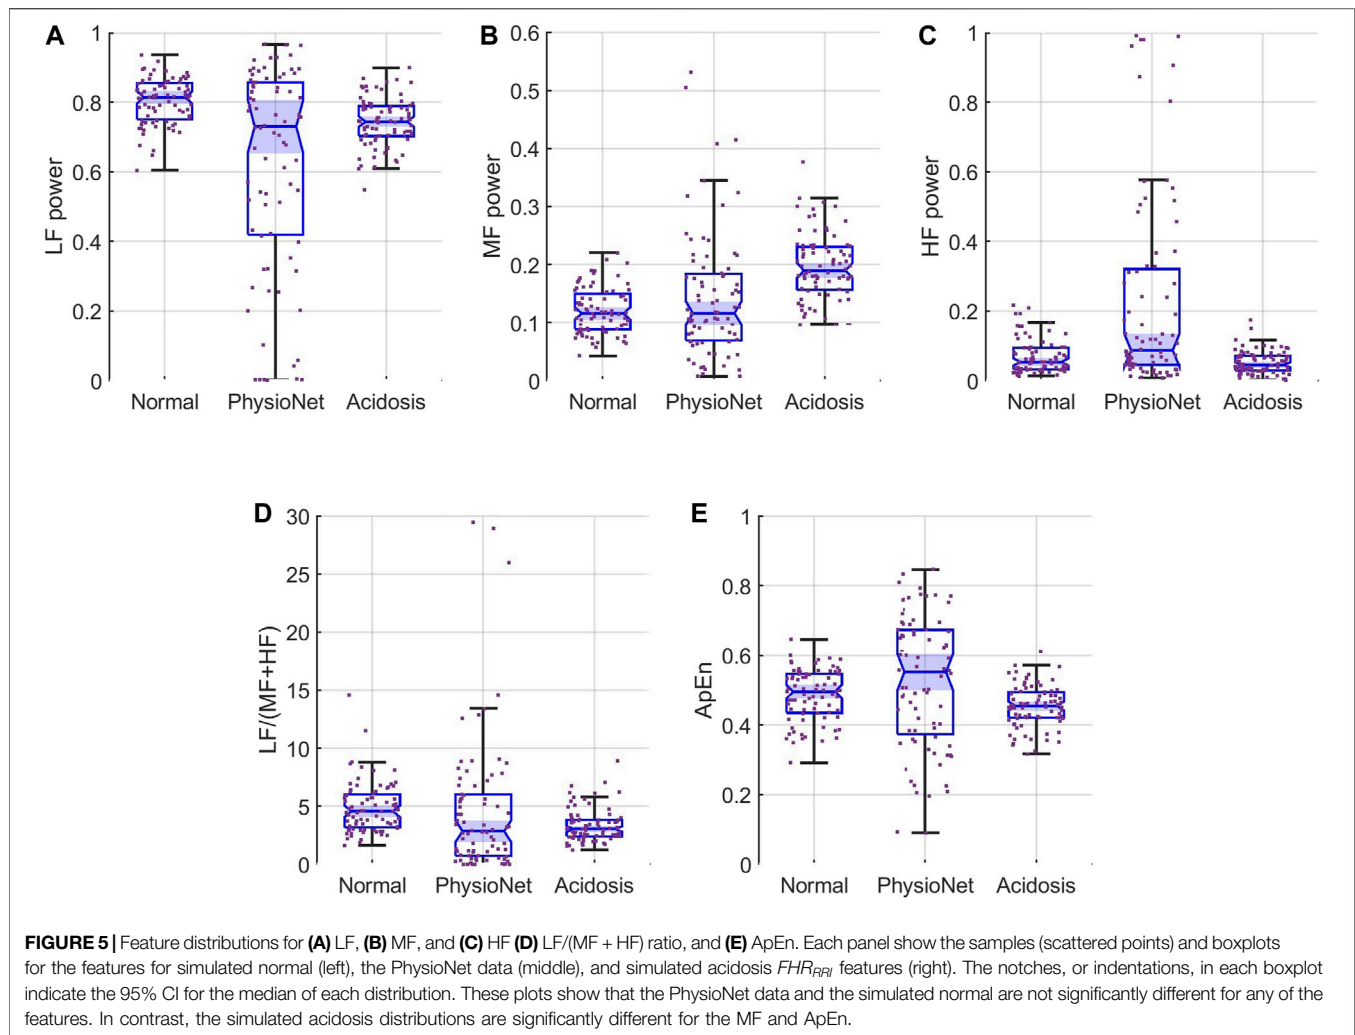 A
LF power
1
0.8
0.6
0.4
0.2
0
Normal PhysioNet Acidosis
B
MF power
0.6
0.5
0.4
0.3
0.2
0.1
0
Normal PhysioNet Acidosis
C
HF power
1
0.8
0.6
0.4
0.2
0
Normal PhysioNet Acidosis
D
LF/(MF+HF)
30
25
20
15
10
5
0
Normal PhysioNet Acidosis
E
ApEn
1
0.8
0.6
0.4
0.2
0
Normal PhysioNet Acidosis
FIGURE 5 | Feature distributions for (A) LF, (B) MF, and (C) HF (D) LF/(MF + HF) ratio, and (E) ApEn. Each panel show the samples (scattered points) and boxplots
for the features for simulated normal (left), the PhysioNet data (middle), and simulated acidosis FHR_RRI features (right). The notches, or indentations, in each boxplot
indicate the 95% CI for the median of each distribution. These plots show that the PhysioNet data and the simulated normal are not significantly different for any of the
features. In contrast, the simulated acidosis distributions are significantly different for the MF and ApEn.